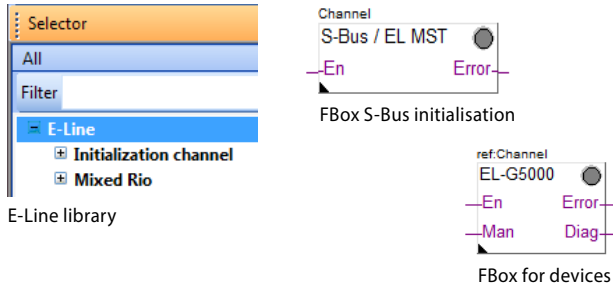 Selector
All
Filter
E-Line
Initialization channel
Mixed Rio
E-Line library
Channel
S-Bus / EL MST
En Error
FBox S-Bus initialisation
ref:Channel
EL-G5000
En Error
Man Diag
FBox for devices